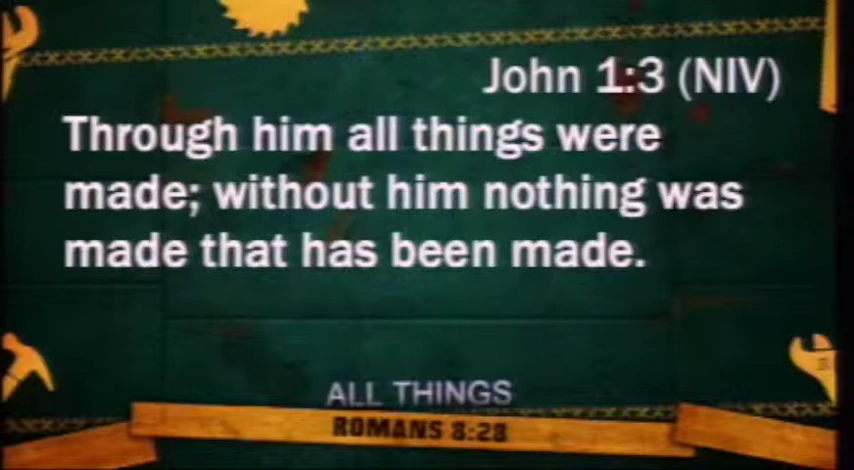 John 1:3 (NIV)
Through him all things were
made; without him nothing was
made that has been made.
ALL THINGS
ROMANS 8:28